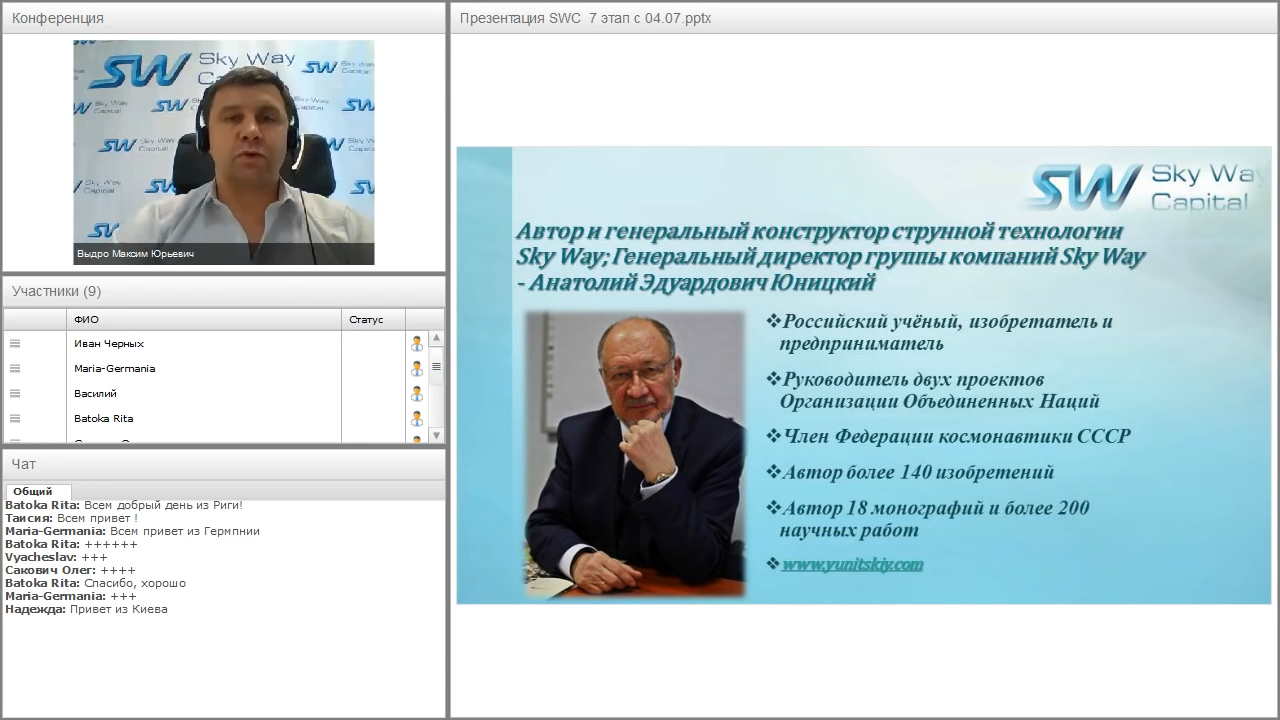 Конференция
Sky Way
Capital
SW
Sky Way
Capital
Выдро Максим Юрьевич
Участники (9)
ФИО
Статус
Иван Черных
Maria-Germania
Василий
Batoka Rita
Чат
Общий
Batoka Rita: Всем добрый день из Риги!
Таисия: Всем привет !
Maria-Germania: Всем привет из Гермпнии
Batoka Rita: ++++++
Vyacheslav: +++
Сакович Олег: ++++
Batoka Rita: Спасибо, хорошо
Maria-Germania: +++
Надежда: Привет из Киева
Презентация SWC 7 этап с 04.07.pptx
SW Sky Way
Capital
Автор и генеральный конструктор струнной технологии
Sky Way; Генеральный директор группы компаний Sky Way
- Анатолий Эдуардович Юницкий
❖Российский учёный, изобретатель и
предприниматель
❖Руководитель двух проектов
Организации Объединенных Наций
❖Член Федерации космонавтики СССР
❖Автор более 140 изобретений
❖Автор 18 монографий и более 200
научных работ
❖www.yunitskiy.com